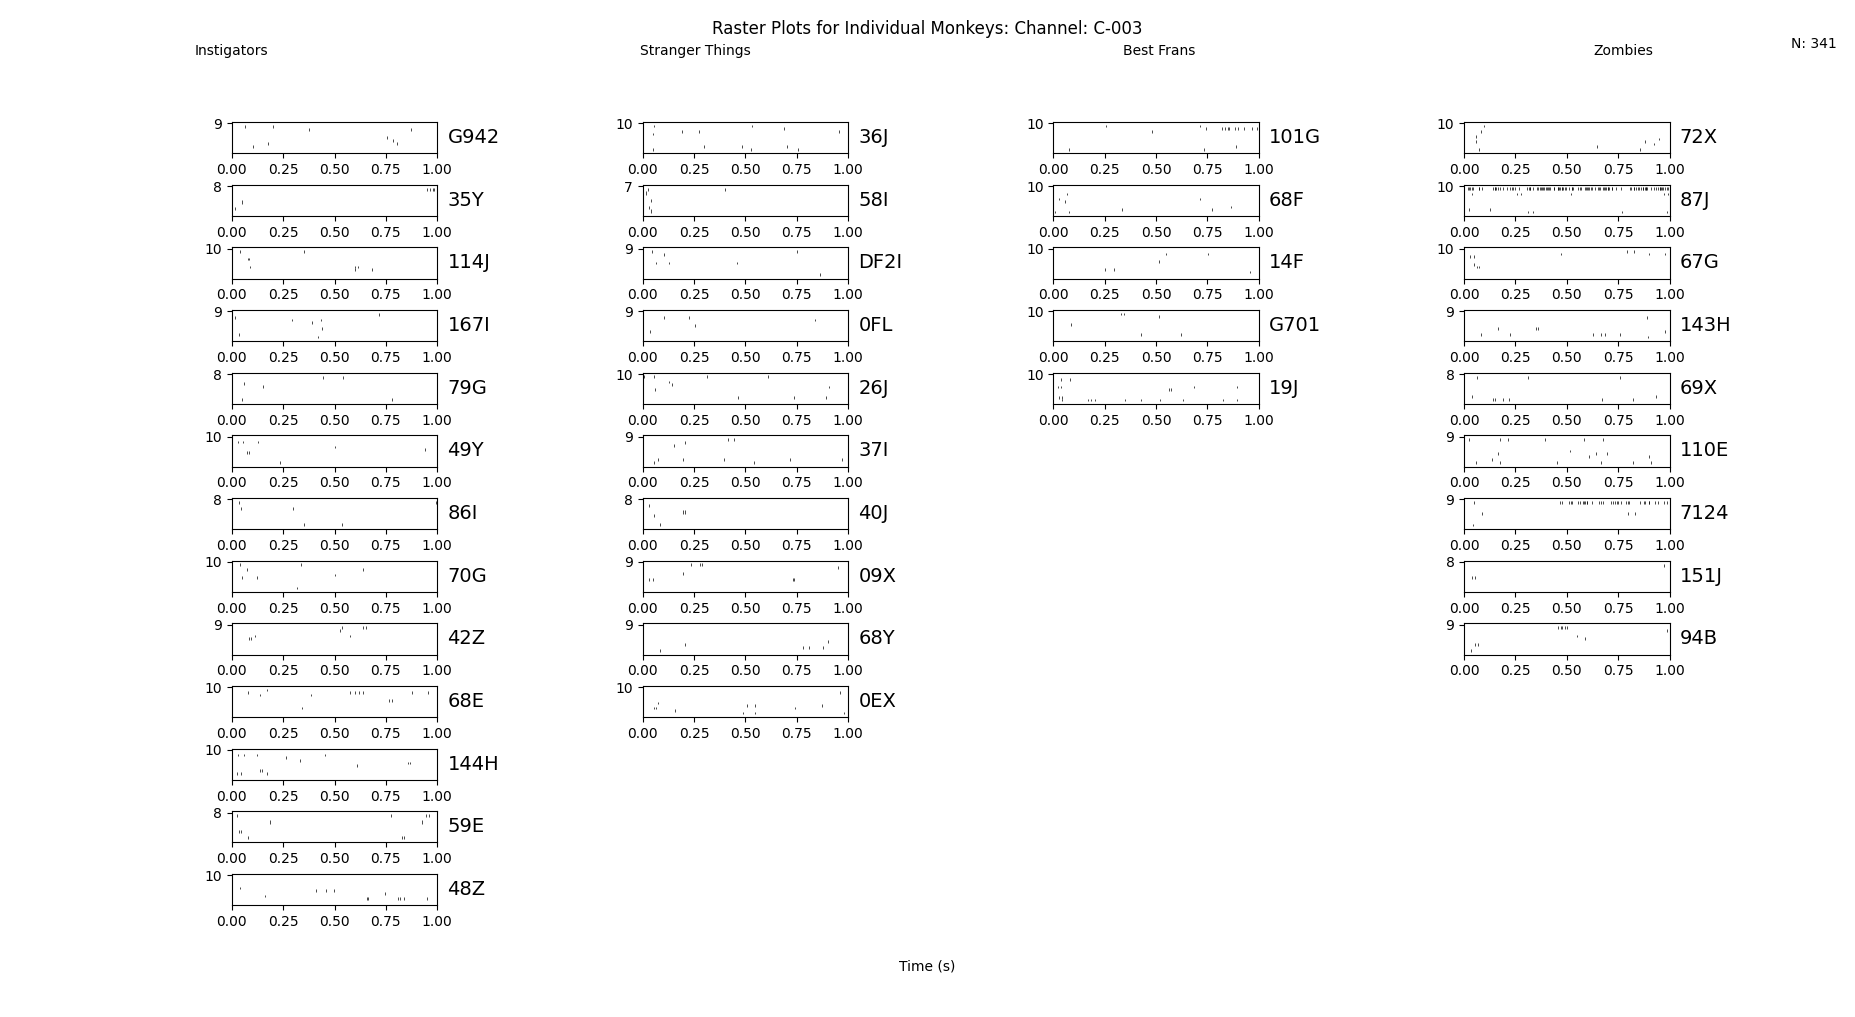 Raster Plots for Individual Monkeys: Channel: C-003
Instigators Stranger Things Best Frans Zombies N: 341
9 G942 10 36J 10 101G 10 72X
0.00 0.25 0.50 0.75 1.00 0.00 0.25 0.50 0.75 1.00 0.00 0.25 0.50 0.75 1.00 0.00 0.25 0.50 0.75 1.00
8 35Y 7 58I 10 68F 10 87J
0.00 0.25 0.50 0.75 1.00 0.00 0.25 0.50 0.75 1.00 0.00 0.25 0.50 0.75 1.00 0.00 0.25 0.50 0.75 1.00
10 114J 9 DF2I 10 14F 10 67G
0.00 0.25 0.50 0.75 1.00 0.00 0.25 0.50 0.75 1.00 0.00 0.25 0.50 0.75 1.00 0.00 0.25 0.50 0.75 1.00
9 167I 9 0FL 10 G701 9 143H
0.00 0.25 0.50 0.75 1.00 0.00 0.25 0.50 0.75 1.00 0.00 0.25 0.50 0.75 1.00 0.00 0.25 0.50 0.75 1.00
8 79G 10 26J 10 19J 8 69X
0.00 0.25 0.50 0.75 1.00 0.00 0.25 0.50 0.75 1.00 0.00 0.25 0.50 0.75 1.00 0.00 0.25 0.50 0.75 1.00
10 49Y 9 37I 9 110E
0.00 0.25 0.50 0.75 1.00 0.00 0.25 0.50 0.75 1.00 0.00 0.25 0.50 0.75 1.00
8 86I 8 40J 9 7124
0.00 0.25 0.50 0.75 1.00 0.00 0.25 0.50 0.75 1.00 0.00 0.25 0.50 0.75 1.00
10 70G 9 09X 8 151J
0.00 0.25 0.50 0.75 1.00 0.00 0.25 0.50 0.75 1.00 0.00 0.25 0.50 0.75 1.00
9 42Z 9 68Y 9 94B
0.00 0.25 0.50 0.75 1.00 0.00 0.25 0.50 0.75 1.00 0.00 0.25 0.50 0.75 1.00
10 68E 10 0EX
0.00 0.25 0.50 0.75 1.00 0.00 0.25 0.50 0.75 1.00
10 144H
0.00 0.25 0.50 0.75 1.00
8 59E
0.00 0.25 0.50 0.75 1.00
10 48Z
0.00 0.25 0.50 0.75 1.00
Time (s)